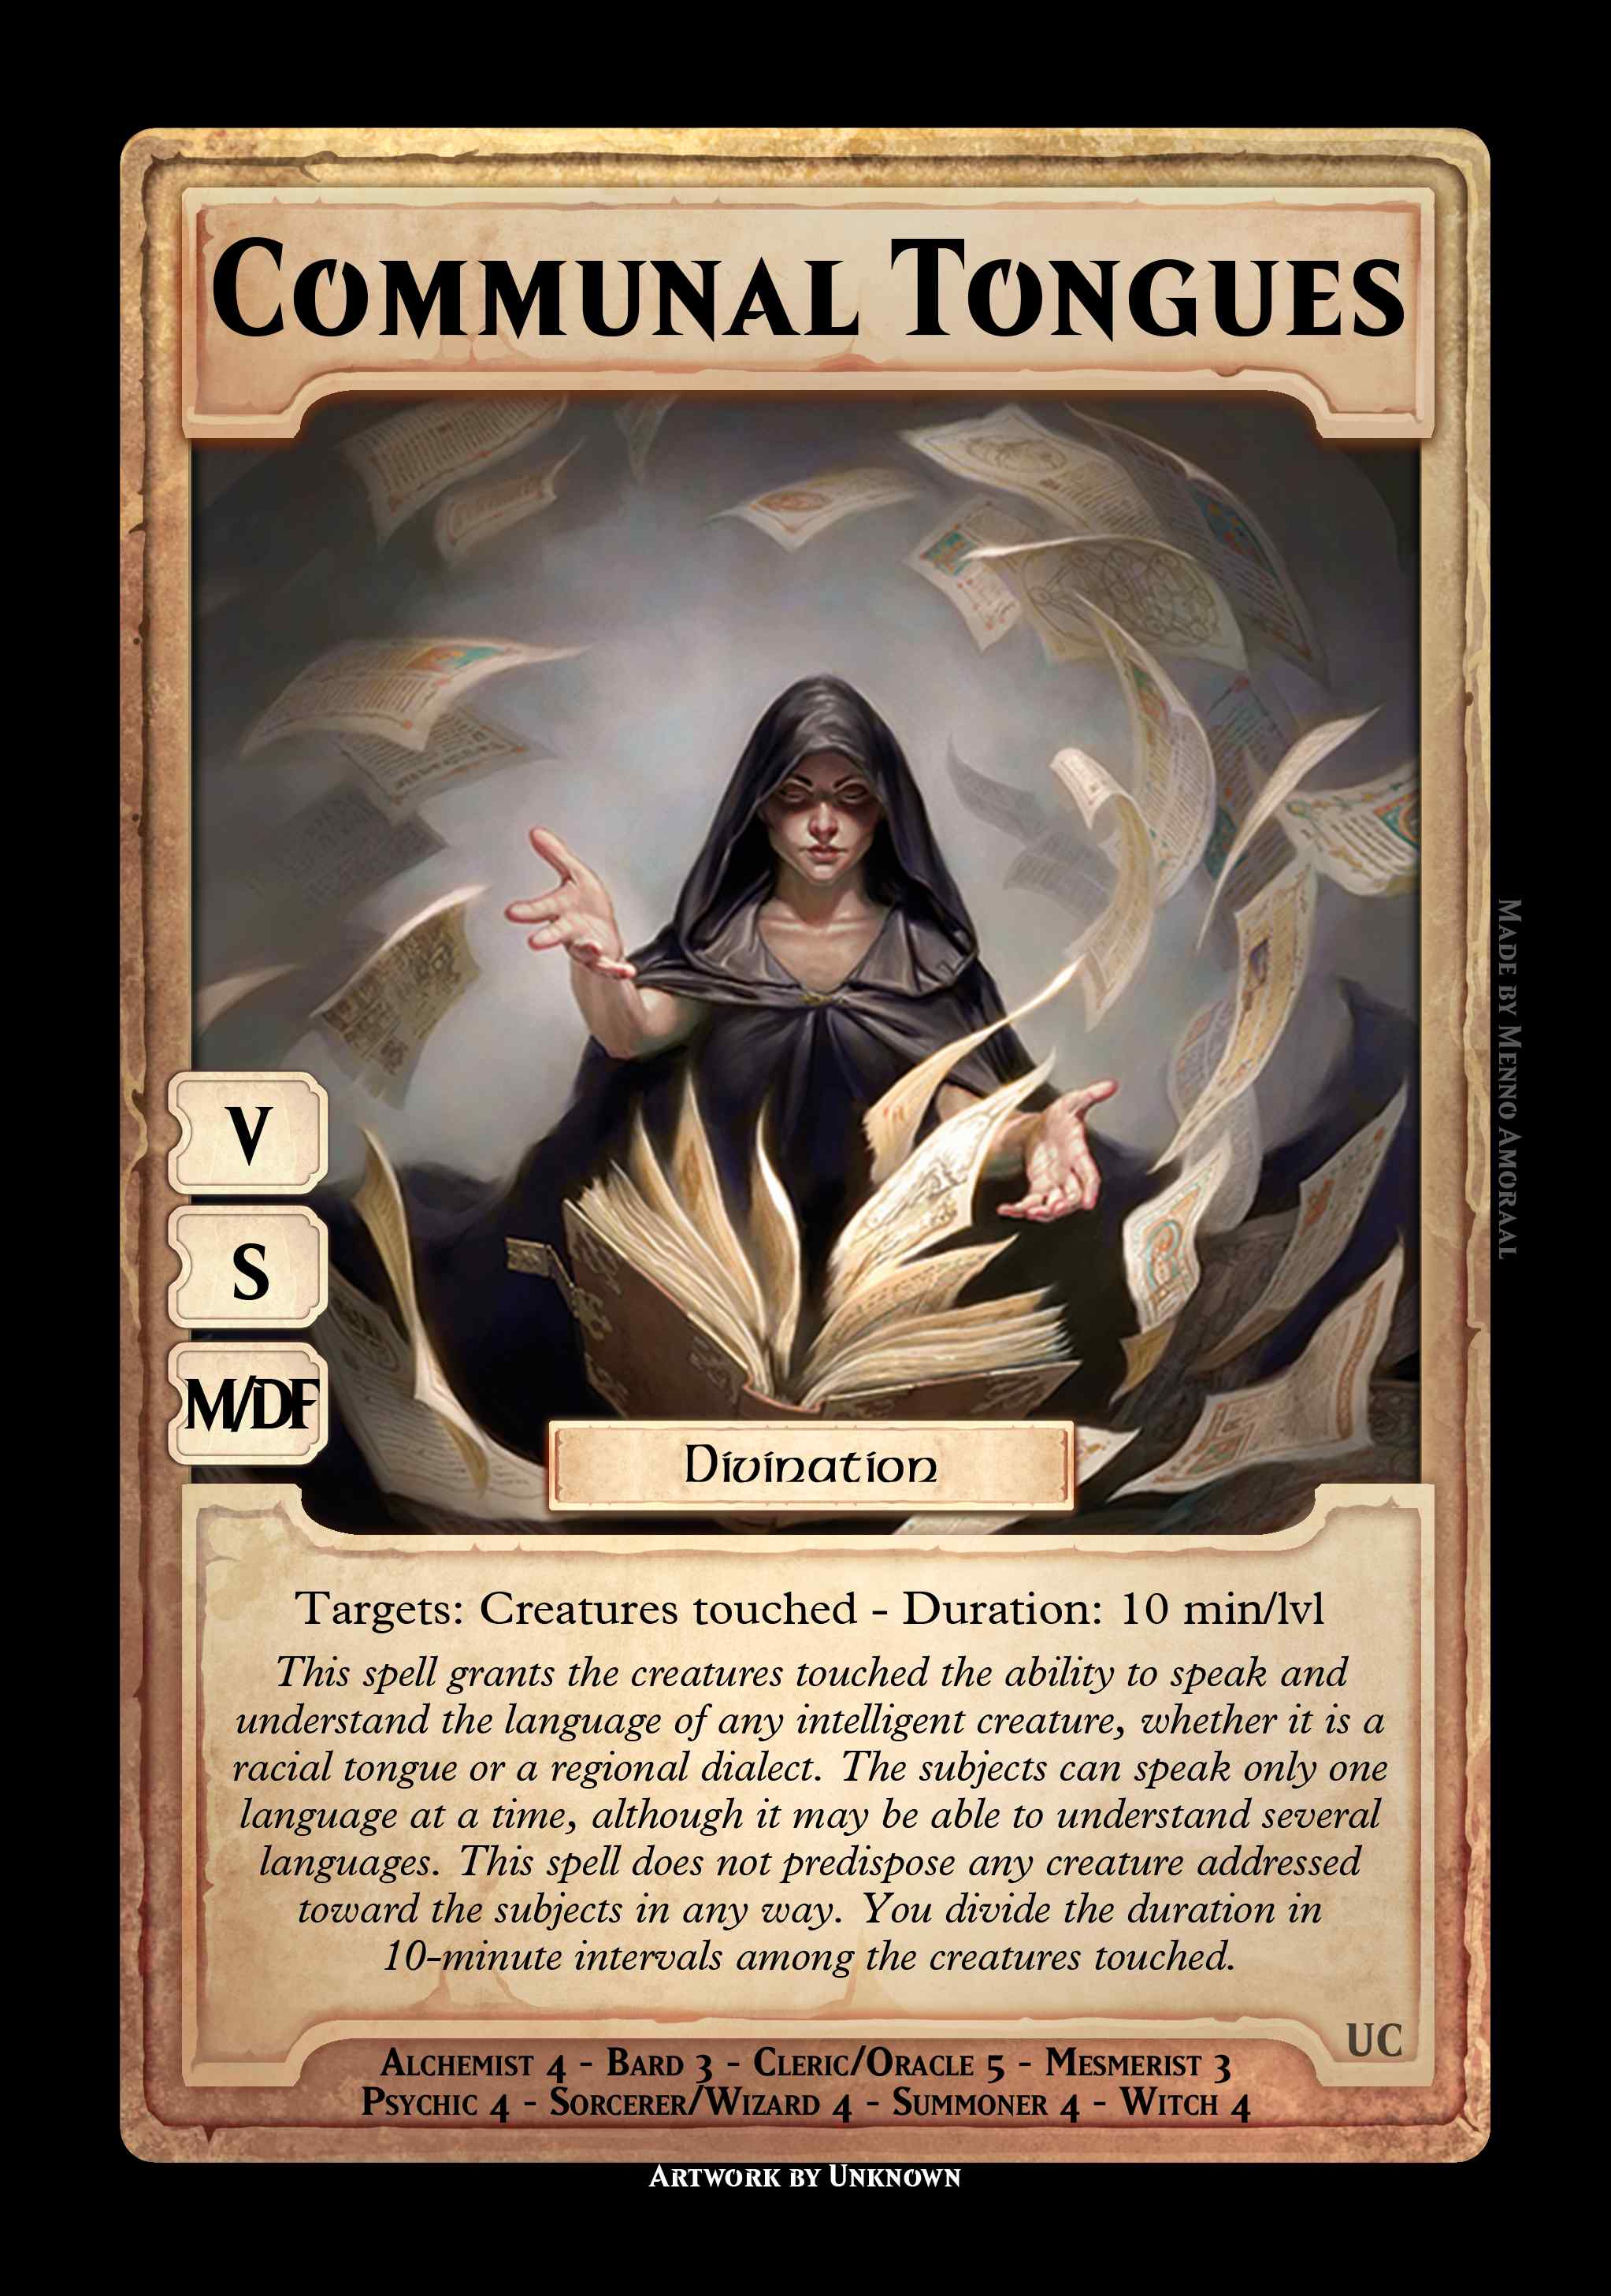 Communal Tongues
V
S
M/DF
Divination
Targets: Creatures touched - Duration: 10 min/lvl
This spell grants the creatures touched the ability to speak and
understand the language of any intelligent creature, whether it is a
racial tongue or a regional dialect. The subjects can speak only one
language at a time, although it may be able to understand several
languages. This spell does not predispose any creature addressed
toward the subjects in any way. You divide the duration in
10-minute intervals among the creatures touched.
UC
Alchemist 4 - Bard 3 - Cleric/Oracle 5 - Mesmerist 3
Psychic 4 - Sorcerer/Wizard 4 - Summoner 4 - Witch 4
Artwork by Unknown
Made by Menno Amoraal